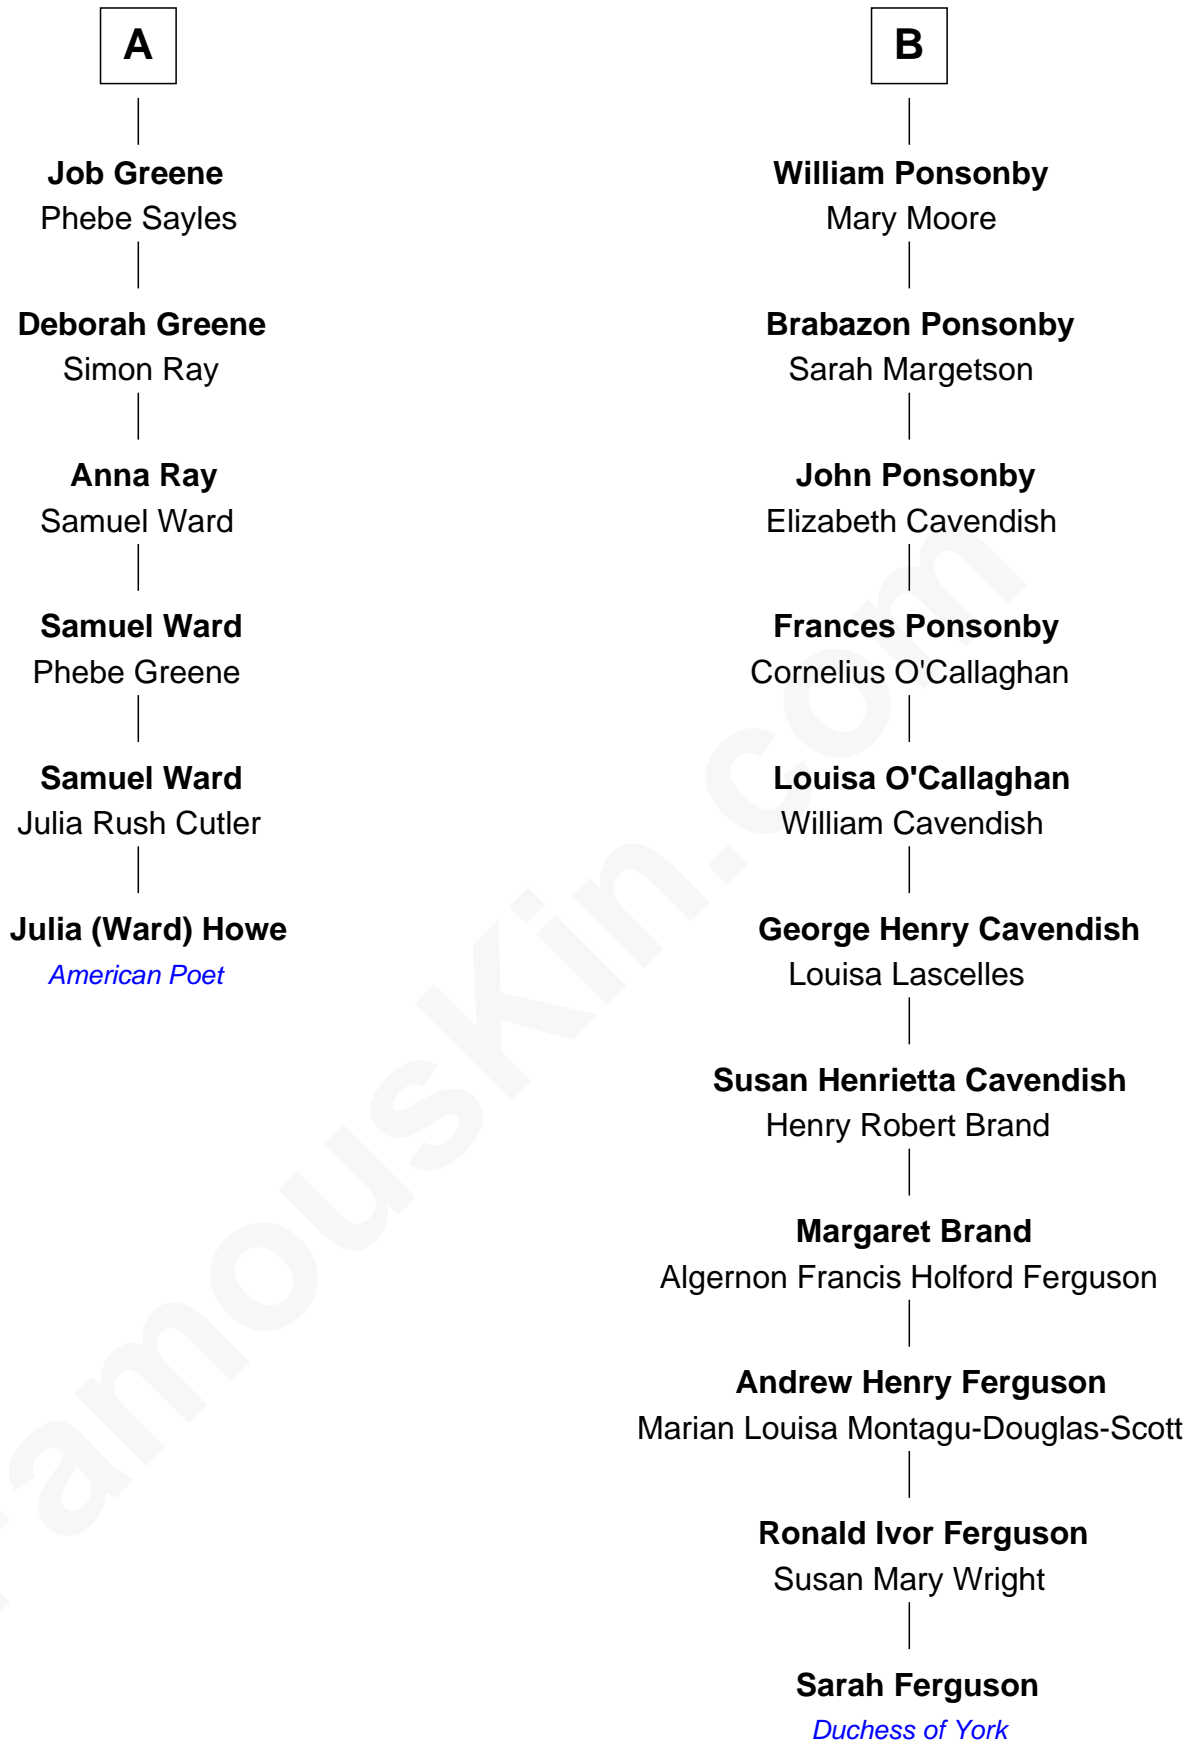 A
Job Greene
Phebe Sayles
Deborah Greene
Simon Ray
Anna Ray
Samuel Ward
Samuel Ward
Phebe Greene
Samuel Ward
Julia Rush Cutler
Julia (Ward) Howe
American Poet
B
William Ponsonby
Mary Moore
Brabazon Ponsonby
Sarah Margetson
John Ponsonby
Elizabeth Cavendish
Frances Ponsonby
Cornelius O'Callaghan
Louisa O'Callaghan
William Cavendish
George Henry Cavendish
Louisa Lascelles
Susan Henrietta Cavendish
Henry Robert Brand
Margaret Brand
Algernon Francis Holford Ferguson
Andrew Henry Ferguson
Marian Louisa Montagu-Douglas-Scott
Ronald Ivor Ferguson
Susan Mary Wright
Sarah Ferguson
Duchess of York
FamousKin.com